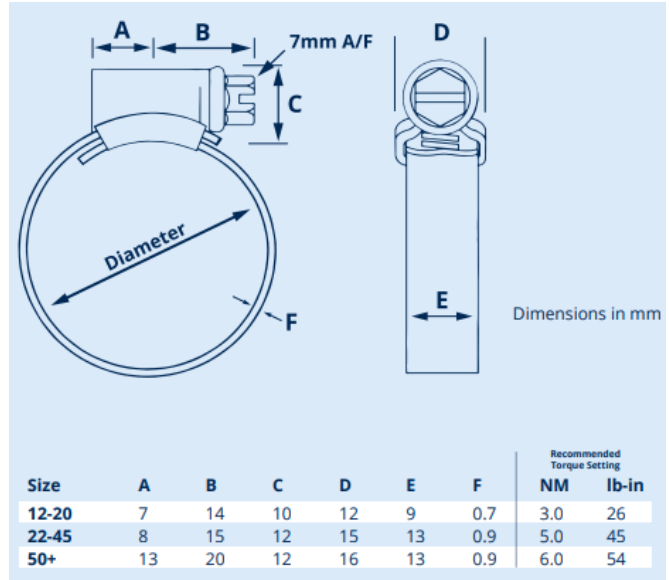 A B 7mm A/F D
C
Diameter
E
Dimensions in mm
F
Recommended
Torque Setting
Size A B C D E F NM lb-in
12-20 7 14 10 12 9 0.7 3.0 26
22-45 8 15 12 15 13 0.9 5.0 45
50+ 13 20 12 16 13 0.9 6.0 54